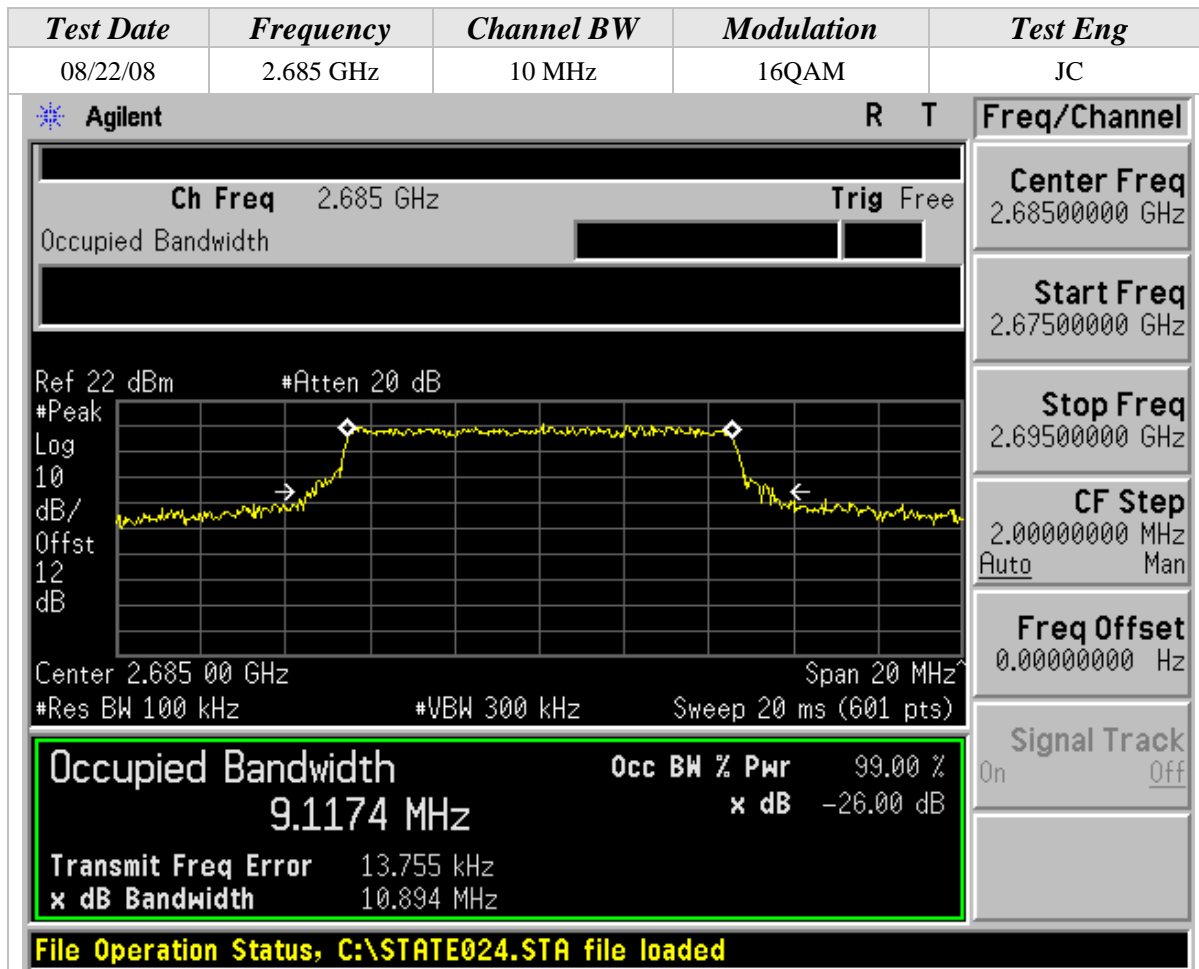 Test Date Frequency Channel BW Modulation Test Eng
08/22/08 2.685 GHz 10 MHz 16QAM JC
Agilent R T Freq/Channel
Ch Freq 2.685 GHz Trig Free
Occupied Bandwidth
Center Freq
2.68500000 GHz
Start Freq
2.67500000 GHz
Stop Freq
2.69500000 GHz
CF Step
2.00000000 MHz
Auto Man
Freq Offset
0.00000000 Hz
Signal Track
On Off
Ref 22 dBm #Atten 20 dB
#Peak
Log
10
dB/
Offst
12
dB
Center 2.685 00 GHz Span 20 MHz^
#Res BW 100 kHz #VBW 300 kHz Sweep 20 ms (601 pts)
Occupied Bandwidth Occ BW % Pwr 99.00 %
9.1174 MHz x dB -26.00 dB
Transmit Freq Error 13.755 kHz
x dB Bandwidth 10.894 MHz
File Operation Status, C:\STATE024.STA file loaded